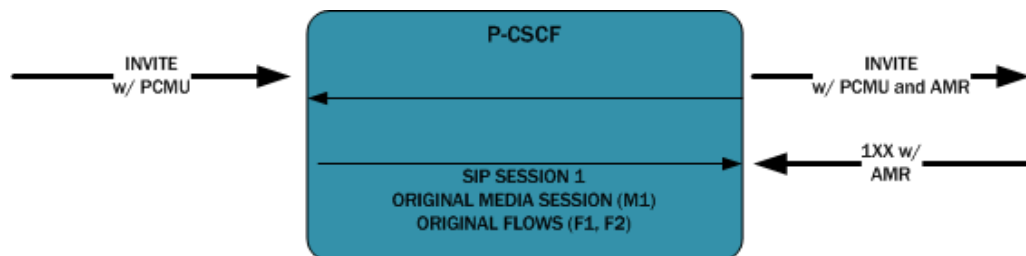 P-CSCF
INVITE
w/ PCMU
INVITE
w/ PCMU and AMR
1XX w/
AMR
SIP SESSION 1
ORIGINAL MEDIA SESSION (M1)
ORIGINAL FLOWS (F1, F2)